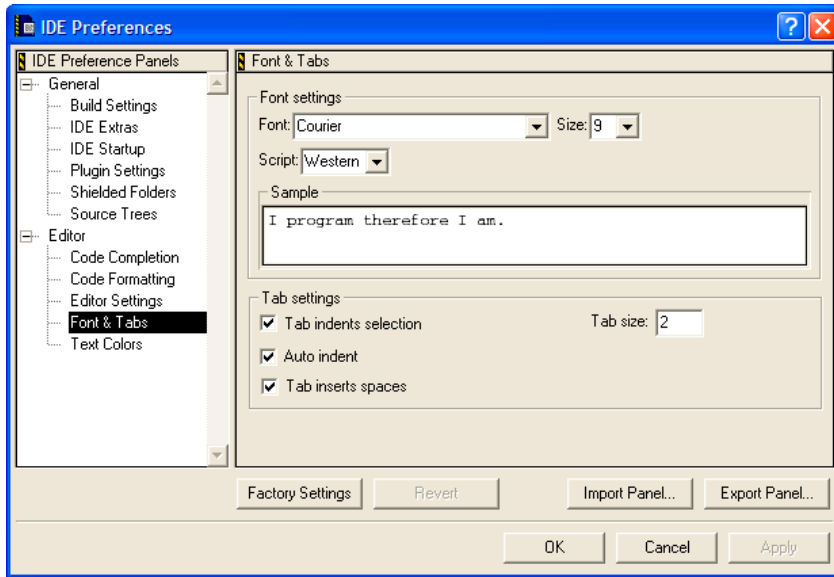 IDE Preferences
IDE Preference Panels
General
Build Settings
IDE Extras
IDE Startup
Plugin Settings
Shielded Folders
Source Trees
Editor
Code Completion
Code Formatting
Editor Settings
Font & Tabs
Text Colors
Font & Tabs
Font settings
Font: Courier Size: 9
Script: Western
Sample
I program therefore I am.
Tab settings
Tab indents selection Tab size: 2
Auto indent
Tab inserts spaces
Factory Settings Revert Import Panel... Export Panel...
OK Cancel Apply